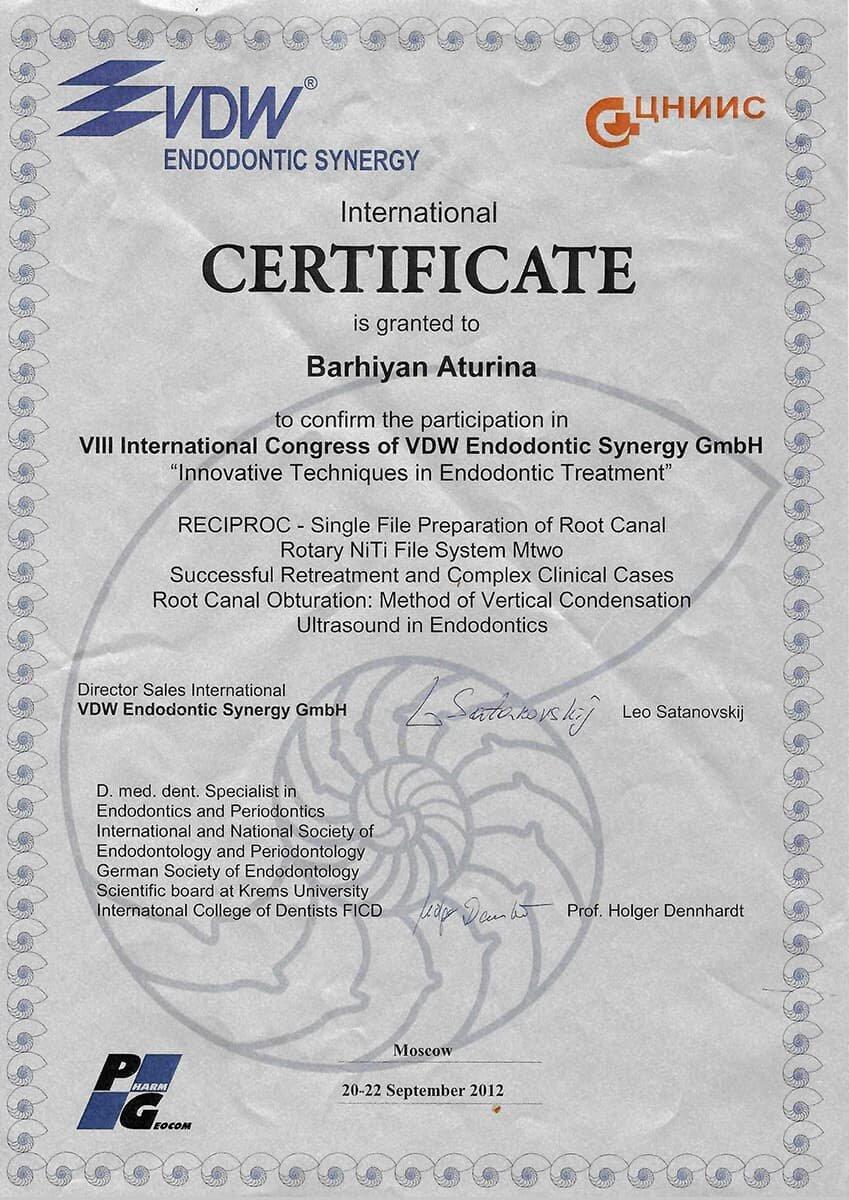 VDW®
ENDODONTIC SYNERGY
ЦНИИС
International
CERTIFICATE
is granted to
Barhiyan Aturina
to confirm the participation in
VIII International Congress of VDW Endodontic Synergy GmbH
“Innovative Techniques in Endodontic Treatment”
RECIPROC - Single File Preparation of Root Canal
Rotary NiTi File System Mtwo
Successful Retreatment and Complex Clinical Cases
Root Canal Obturation: Method of Vertical Condensation
Ultrasound in Endodontics
Director Sales International
VDW Endodontic Synergy GmbH
L Satanovskij
Leo Satanovskij
D. med. dent. Specialist in
Endodontics and Periodontics
International and National Society of
Endodontology and Periodontology
German Society of Endodontology
Scientific board at Krems University
Internatonal College of Dentists FICD
Prof. Holger Dennhardt
PHARM
GEOCOM
Moscow
20-22 September 2012